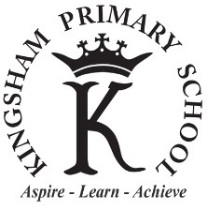 KINGSHAM PRIMARY SCHOOL
K
Aspire - Learn - Achieve